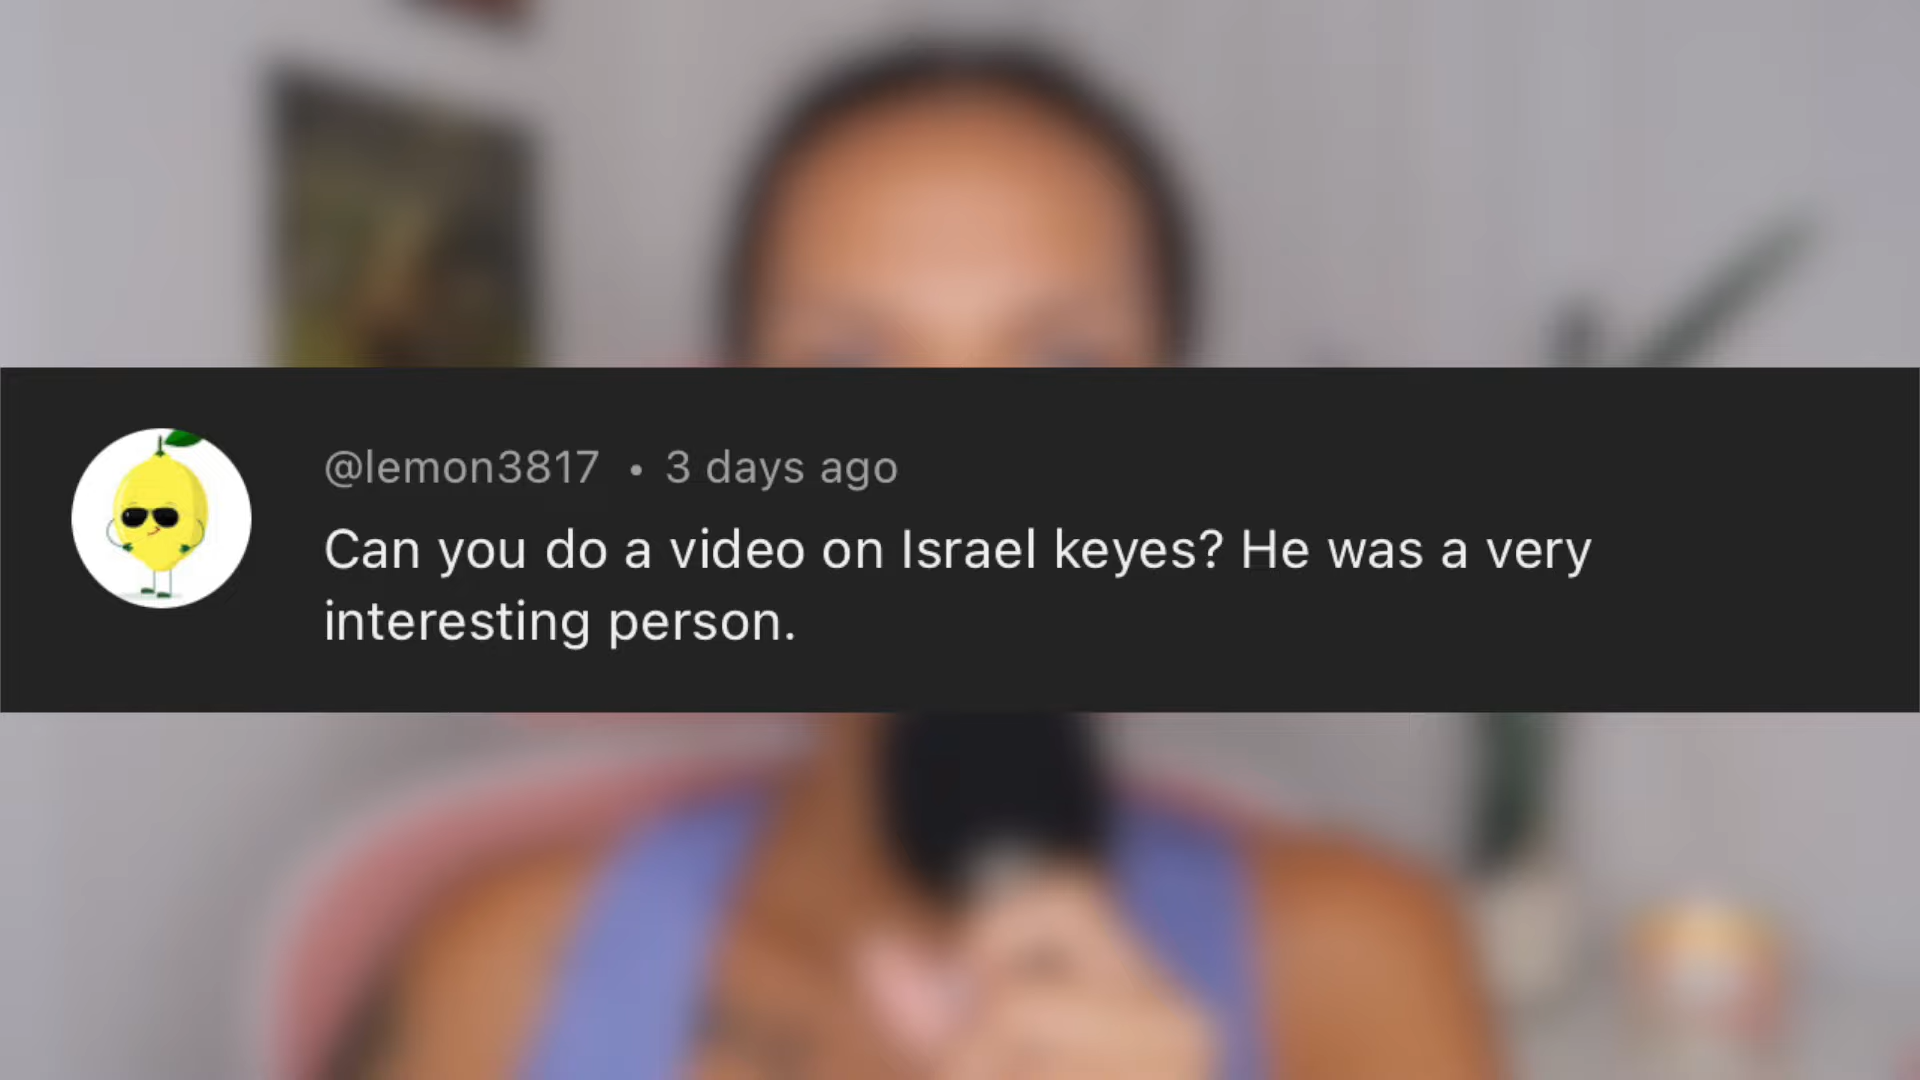 @lemon3817 • 3 days ago
Can you do a video on Israel keyes? He was a very
interesting person.